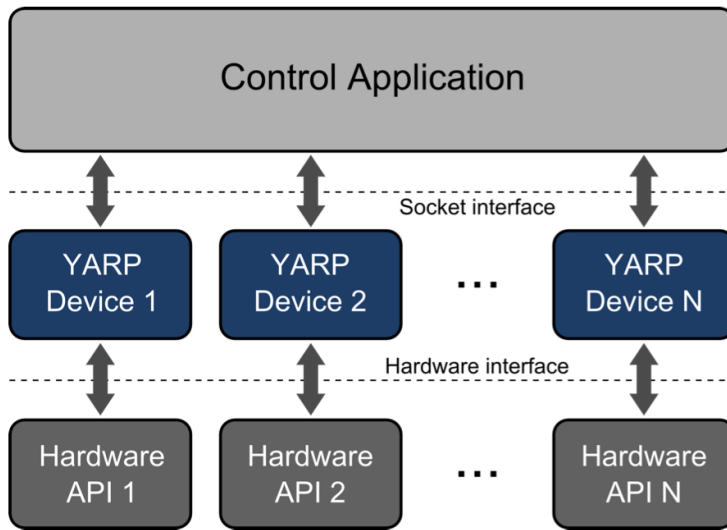 Control Application
Socket interface
YARP
Device 1
YARP
Device 2
...
YARP
Device N
Hardware interface
Hardware
API 1
Hardware
API 2
...
Hardware
API N